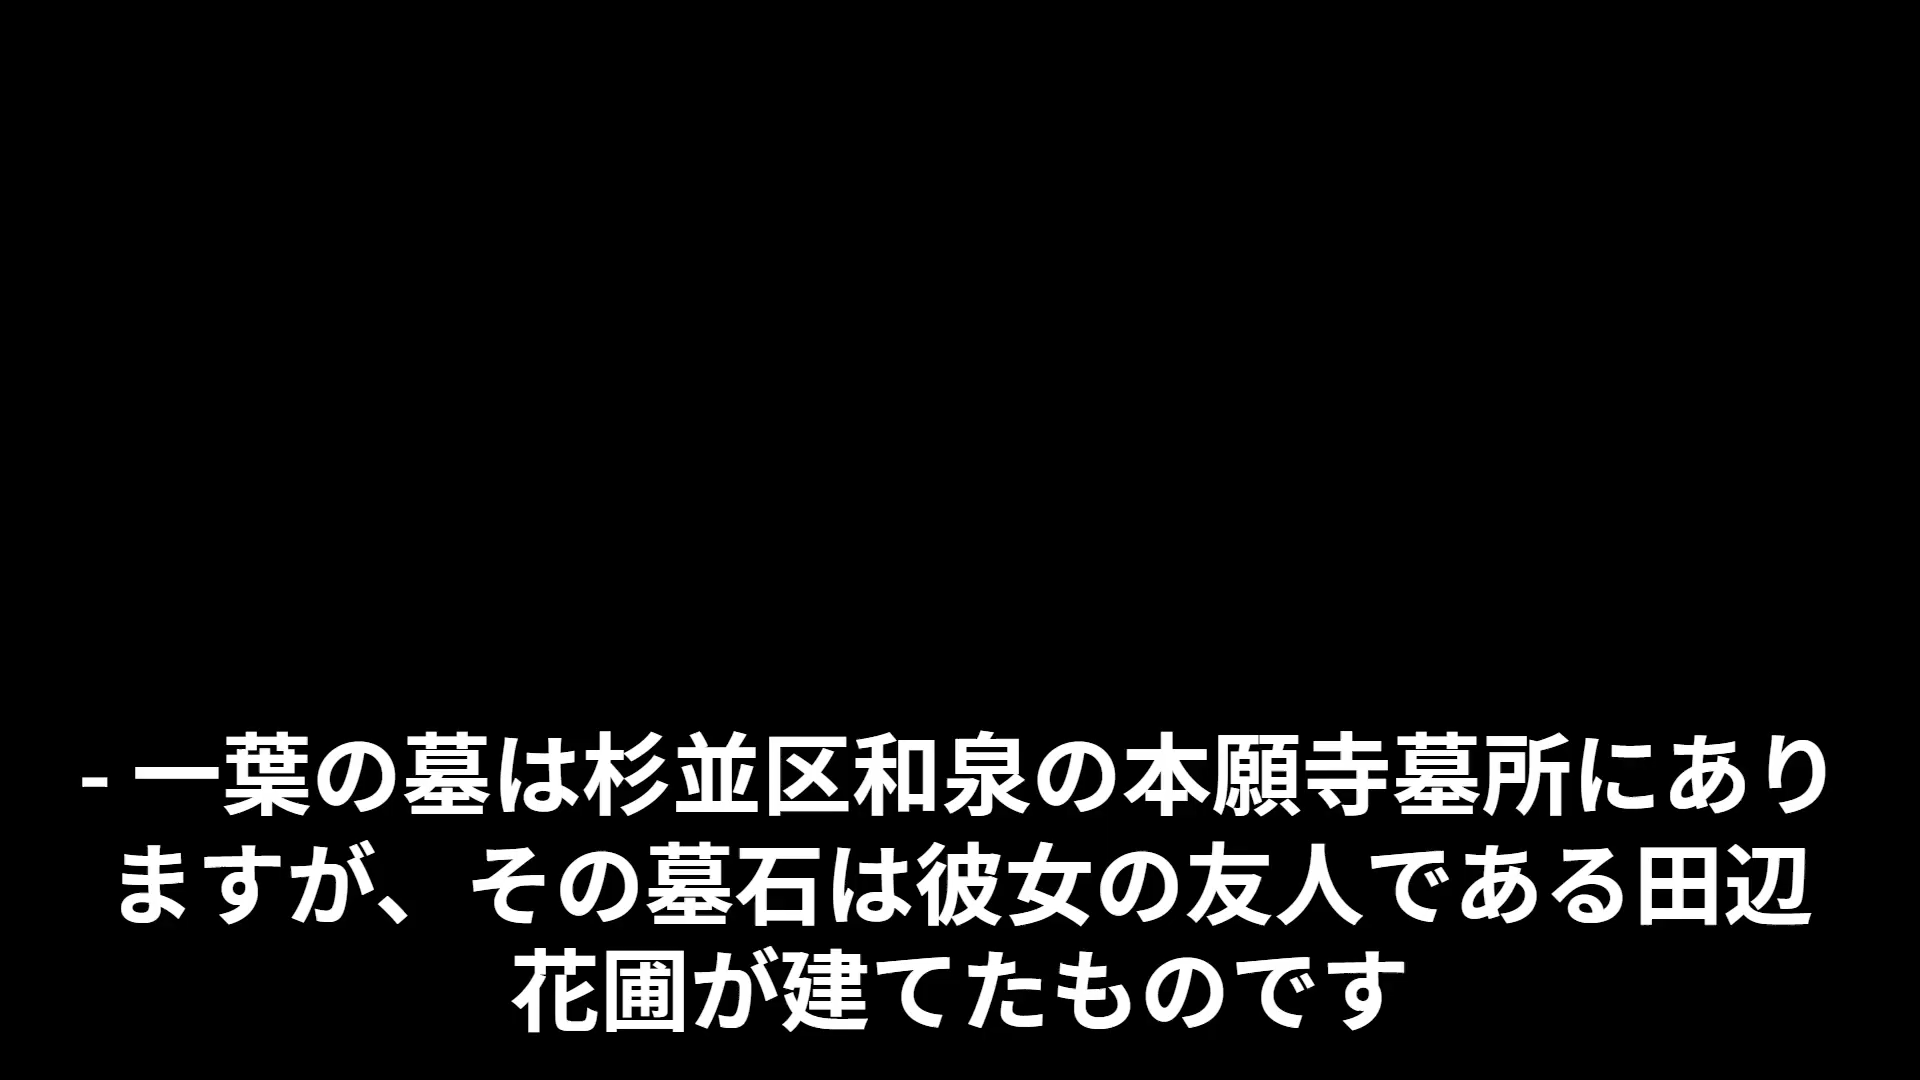 - 一葉の墓は杉並区和泉の本願寺墓所にあり
ますが、その墓石は彼女の友人である田辺
花圃が建てたものです